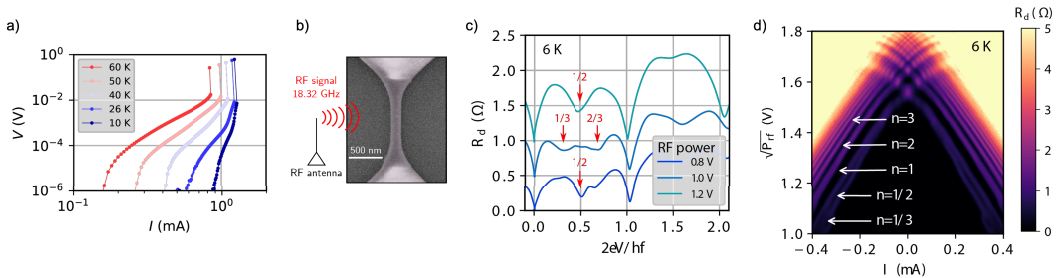 a)
10⁰
10⁻²
10⁻⁴
10⁻⁶
V (V)
60 K
50 K
40 K
26 K
10 K
10⁻¹
10⁰
I (mA)
b)
RF signal
18.32 GHz
500 nm
RF antenna
c)
6 K
2.5
2.0
1.5
1.0
0.5
0.0
R_d (Ω)
1/2
1/3
2/3
1/2
RF power
0.8 V
1.0 V
1.2 V
0.0
0.5
1.0
1.5
2.0
2eV/hf
d)
6 K
1.8
1.6
1.4
1.2
1.0
√P_rf (V)
n=3
n=2
n=1
n=1/2
n=1/3
−0.4
−0.2
0.0
0.2
0.4
I (mA)
R_d (Ω)
5
4
3
2
1
0